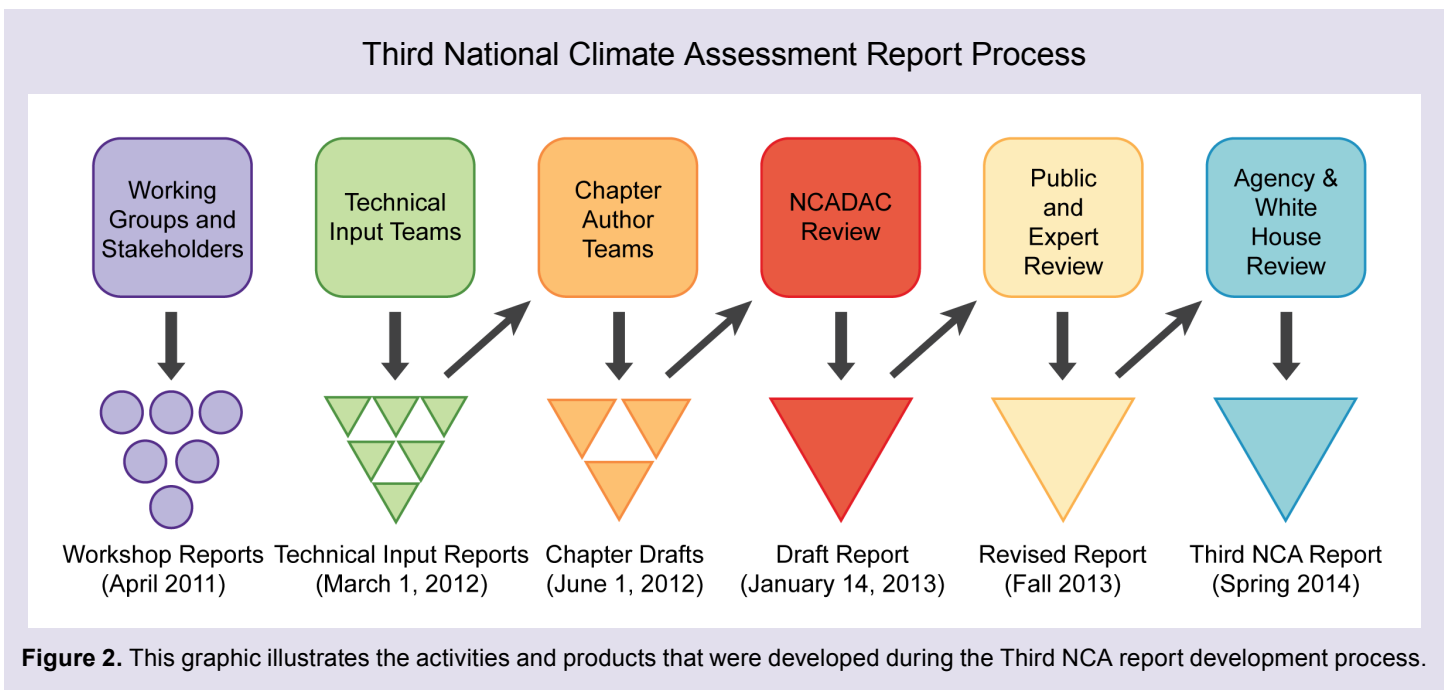 Third National Climate Assessment Report Process
Working
Groups and
Stakeholders
Technical
Input Teams
Chapter
Author
Teams
NCADAC
Review
Public
and
Expert
Review
Agency &
White
House
Review
Workshop Reports
(April 2011)
Technical Input Reports
(March 1, 2012)
Chapter Drafts
(June 1, 2012)
Draft Report
(January 14, 2013)
Revised Report
(Fall 2013)
Third NCA Report
(Spring 2014)
Figure 2. This graphic illustrates the activities and products that were developed during the Third NCA report development process.